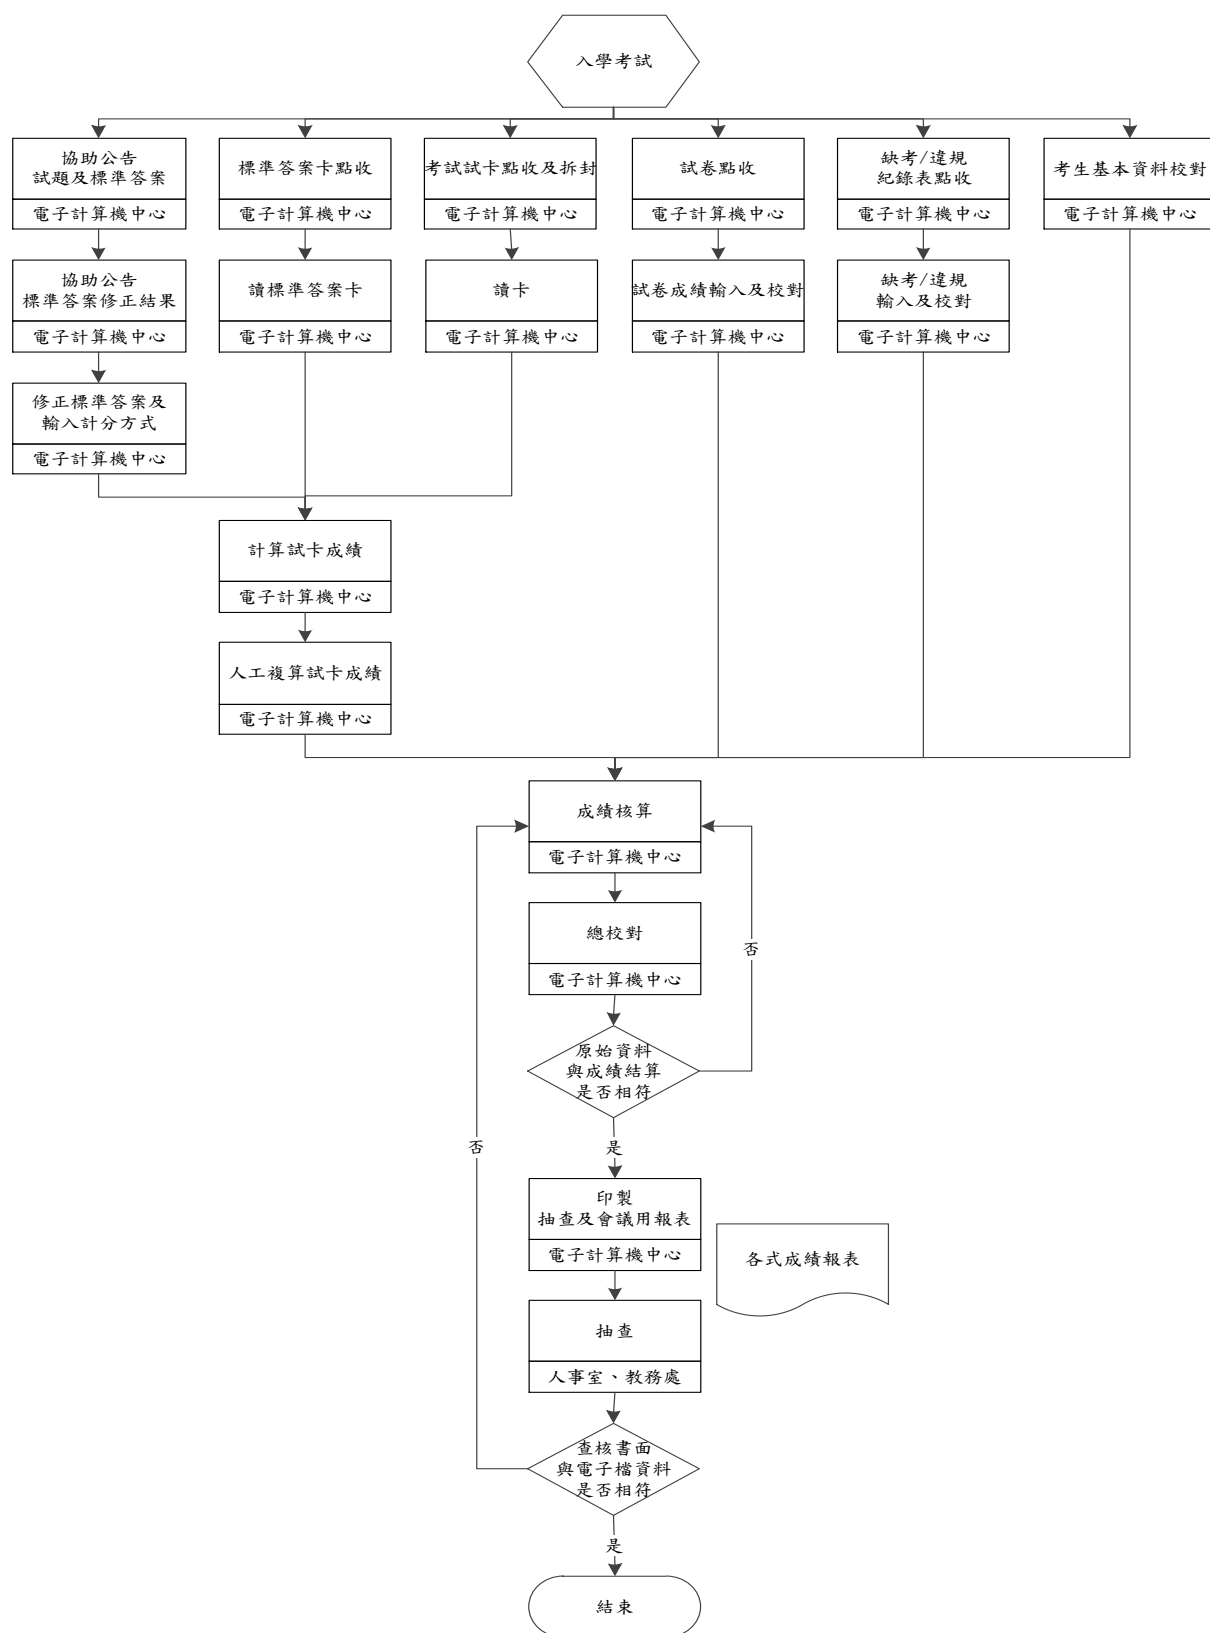 入學考試
協助公告
試題及標準答案
電子計算機中心
標準答案卡點收
電子計算機中心
考試試卡點收及拆封
電子計算機中心
試卷點收
電子計算機中心
缺考/違規
紀錄表點收
電子計算機中心
考生基本資料校對
電子計算機中心
協助公告
標準答案修正結果
電子計算機中心
讀標準答案卡
電子計算機中心
讀卡
電子計算機中心
試卷成績輸入及校對
電子計算機中心
缺考/違規
輸入及校對
電子計算機中心
修正標準答案及
輸入計分方式
電子計算機中心
計算試卡成績
電子計算機中心
人工複算試卡成績
電子計算機中心
成績核算
電子計算機中心
總校對
電子計算機中心
否
原始資料
與成績結算
是否相符
否
是
印製
抽查及會議用報表
電子計算機中心
各式成績報表
抽查
人事室、教務處
查核書面
與電子檔資料
是否相符
是
結束